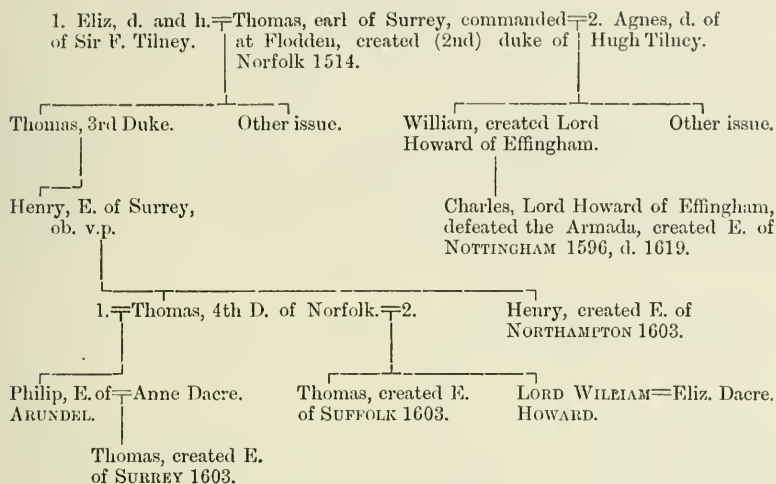 1. Eliz, d. and h. of Sir F. Tilney.
Thomas, earl of Surrey, commanded at Flodden, created (2nd) duke of Norfolk 1514.
2. Agnes, d. of Hugh Tilney.
Thomas, 3rd Duke.
Other issue.
William, created Lord Howard of Effingham.
Other issue.
Henry, E. of Surrey, ob. v.p.
Charles, Lord Howard of Effingham, defeated the Armada, created E. of NOTTINGHAM 1596, d. 1619.
1. Thomas, 4th D. of Norfolk. 2.
Henry, created E. of NORTHAMPTON 1603.
Philip, E. of ARUNDEL.
Anne Dacre.
Thomas, created E. of SUFFOLK 1603.
LORD WILLIAM HOWARD.
Eliz. Dacre.
Thomas, created E. of SURREY 1603.